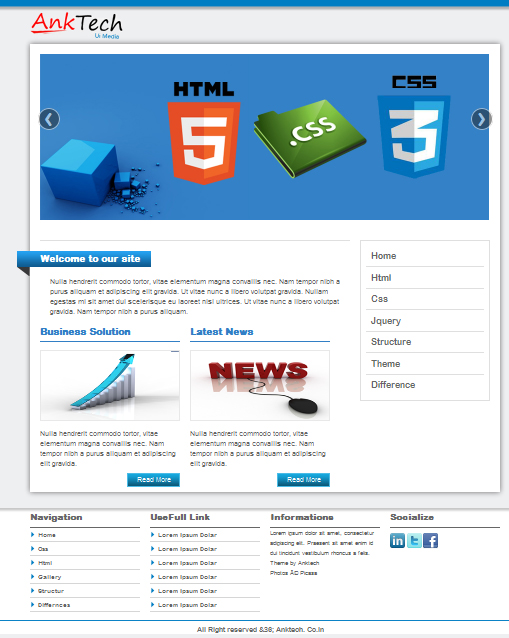 AnkTech
Ur Media
HTML
5
.css
CSS
3
Welcome to our site
Nulla hendrerit commodo tortor, vitae elementum magna convallis nec. Nam tempor nibh a
purus aliquam et adipiscing elit gravida. Ut vitae nunc a libero volutpat gravida. Nullam
egestas mi sit amet dui scelerisque eu laoreet nisi ultrices. Ut vitae nunc a libero volutpat
gravida. Nam tempor nibh a purus aliquam.
Business Solution
Latest News
NEWS
Nulla hendrerit commodo tortor, vitae
elementum magna convallis nec. Nam
tempor nibh a purus aliquam et adipiscing
elit gravida.
Read More
Nulla hendrerit commodo tortor, vitae
elementum magna convallis nec. Nam
tempor nibh a purus aliquam et adipiscing
elit gravida.
Read More
Home
Html
Css
Jquery
Structure
Theme
Difference
Navigation
Home
Css
Html
Gallery
Structur
Differnces
UseFull Link
Lorem Ipsum Dolar
Lorem Ipsum Dolar
Lorem Ipsum Dolar
Lorem Ipsum Dolar
Lorem Ipsum Dolar
Lorem Ipsum Dolar
Informations
Lorem ipsum dolor sit amet, consectetur
adipiscing elit. Praesent sit amet enim id
dui tincidunt vestibulum rhoncus a felis.
Theme by Anktech
Photos ÂŠ Picasa
Socialize
in
t
f
All Right reserved &36; Anktech. Co.In